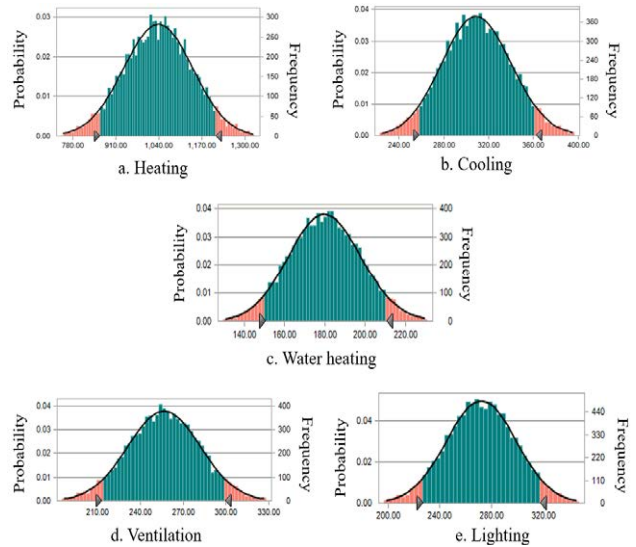 0.03
300
250
0.02
200
150
0.01
100
50
0.00
0
Probability
Frequency
780.00 910.00 1,040.00 1,170.00 1,300.00
a. Heating
0.04
360
0.03
300
240
0.02
180
0.01
120
60
0.00
0
Probability
Frequency
240.00 280.00 320.00 360.00 400.00
b. Cooling
0.04
400
0.03
300
0.02
200
0.01
100
0.00
0
Probability
Frequency
140.00 160.00 180.00 200.00 220.00
c. Water heating
0.04
400
0.03
300
0.02
200
0.01
100
0.00
0
Probability
Frequency
210.00 240.00 270.00 300.00 330.00
d. Ventilation
0.04
440
330
0.02
220
110
0.00
0
Probability
Frequency
200.00 240.00 280.00 320.00
e. Lighting